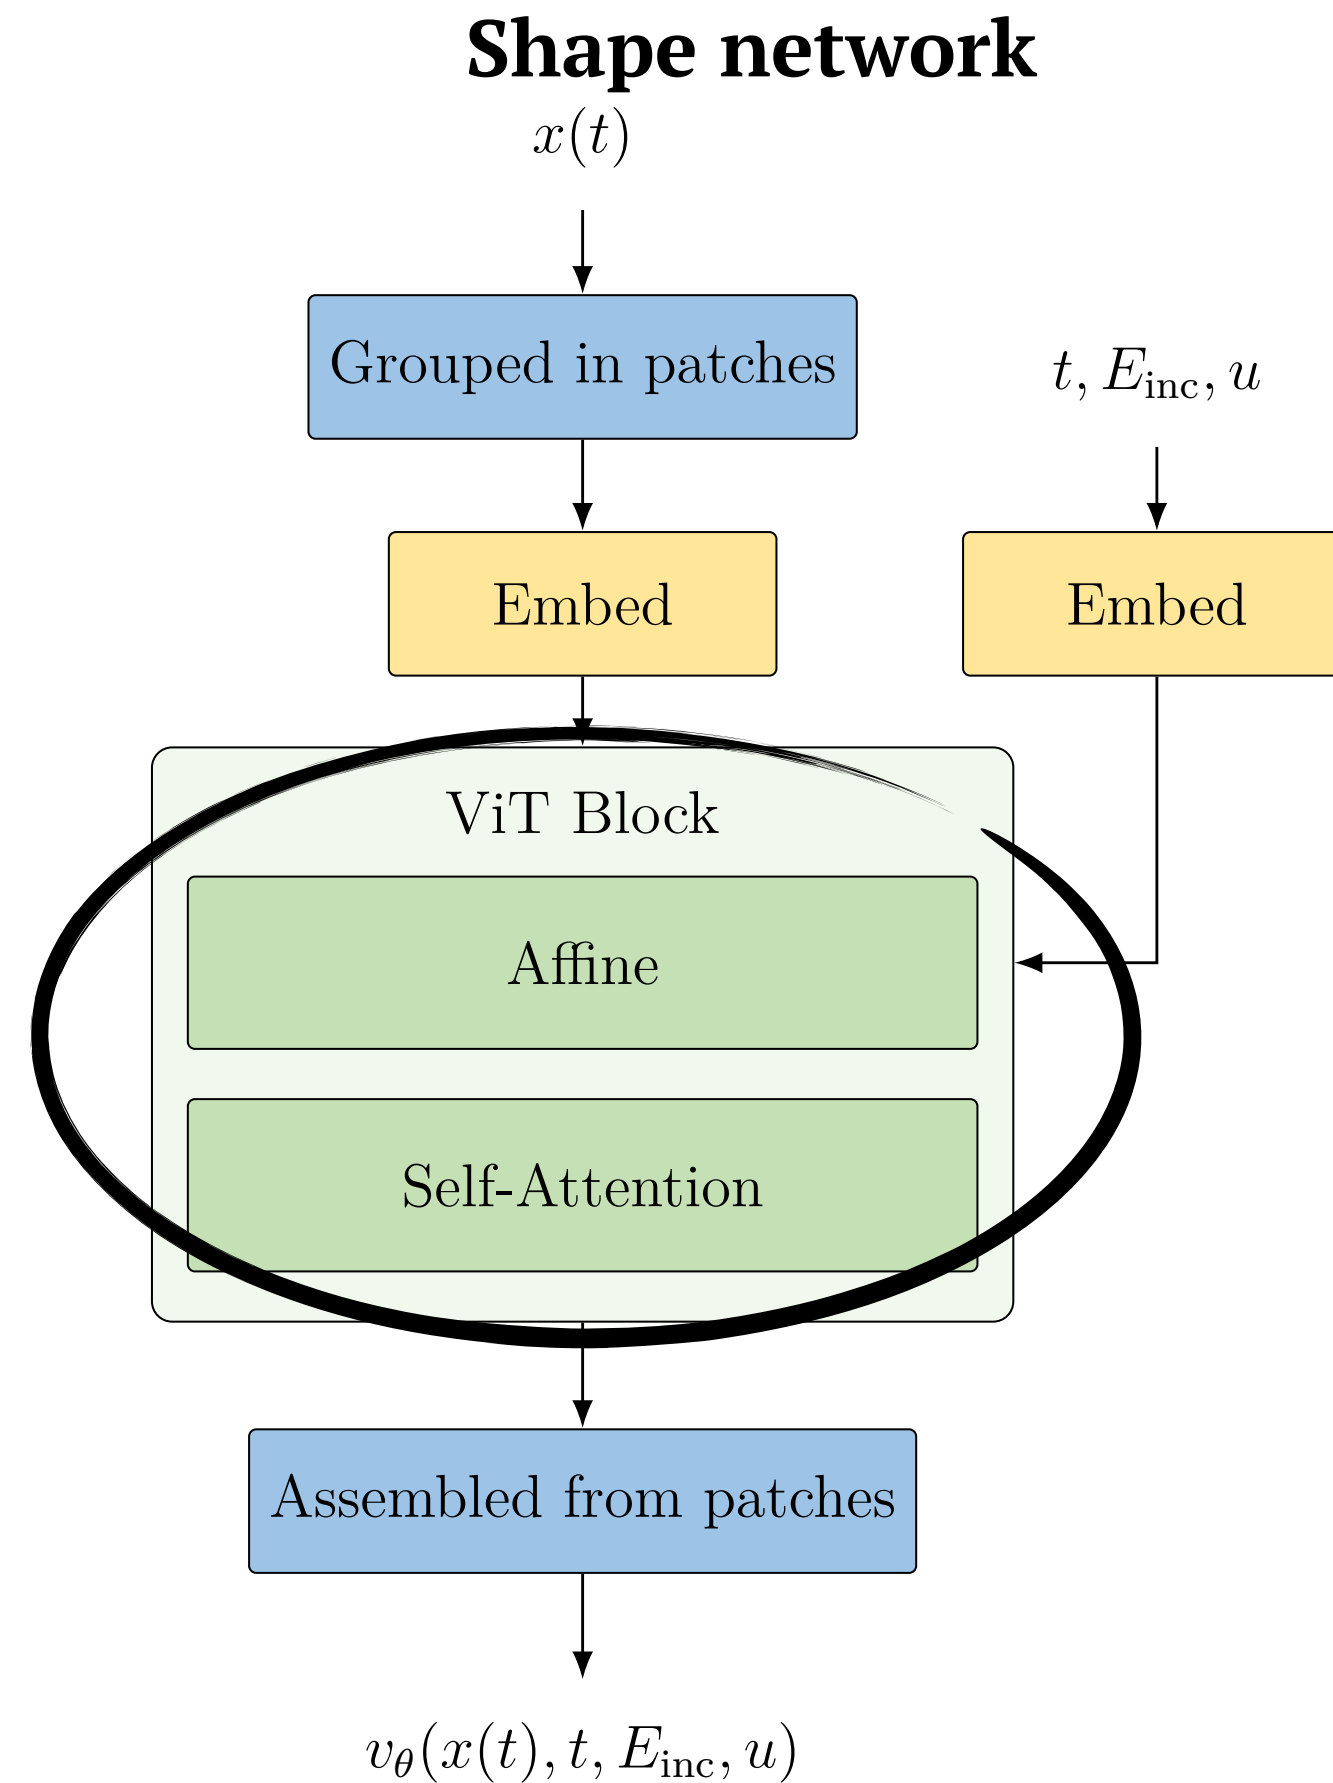 Shape network
x(t)
Grouped in patches
t, E_inc, u
Embed
Embed
ViT Block
Affine
Self-Attention
Assembled from patches
v_θ(x(t), t, E_inc, u)